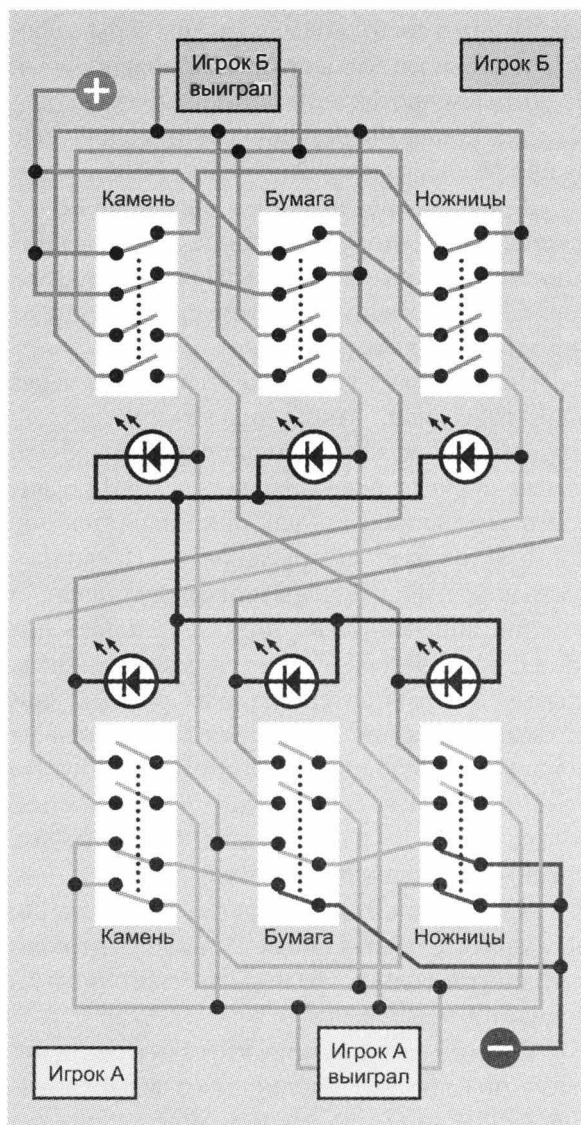 +
Игрок Б
выиграл
Игрок Б
Камень
Бумага
Ножницы
Камень
Бумага
Ножницы
Игрок А
Игрок А
выиграл
−